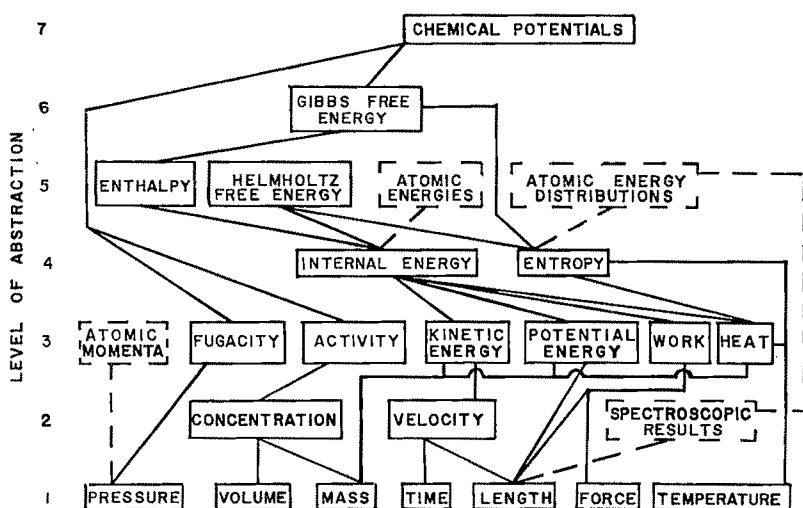 7
CHEMICAL POTENTIALS
6
GIBBS FREE
ENERGY
LEVEL OF ABSTRACTION
5
ENTHALPY
HELMHOLTZ
FREE ENERGY
ATOMIC
ENERGIES
ATOMIC ENERGY
DISTRIBUTIONS
4
INTERNAL ENERGY
ENTROPY
3
ATOMIC
MOMENTA
FUGACITY
ACTIVITY
KINETIC
ENERGY
POTENTIAL
ENERGY
WORK
HEAT
2
CONCENTRATION
VELOCITY
SPECTROSCOPIC
RESULTS
1
PRESSURE
VOLUME
MASS
TIME
LENGTH
FORCE
TEMPERATURE